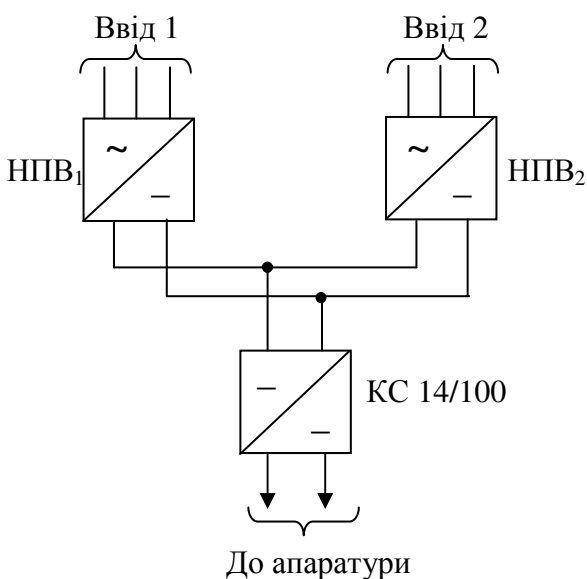 Ввід 1
Ввід 2
~
–
НПВ₁
~
–
НПВ₂
–
–
КС 14/100
До апаратури